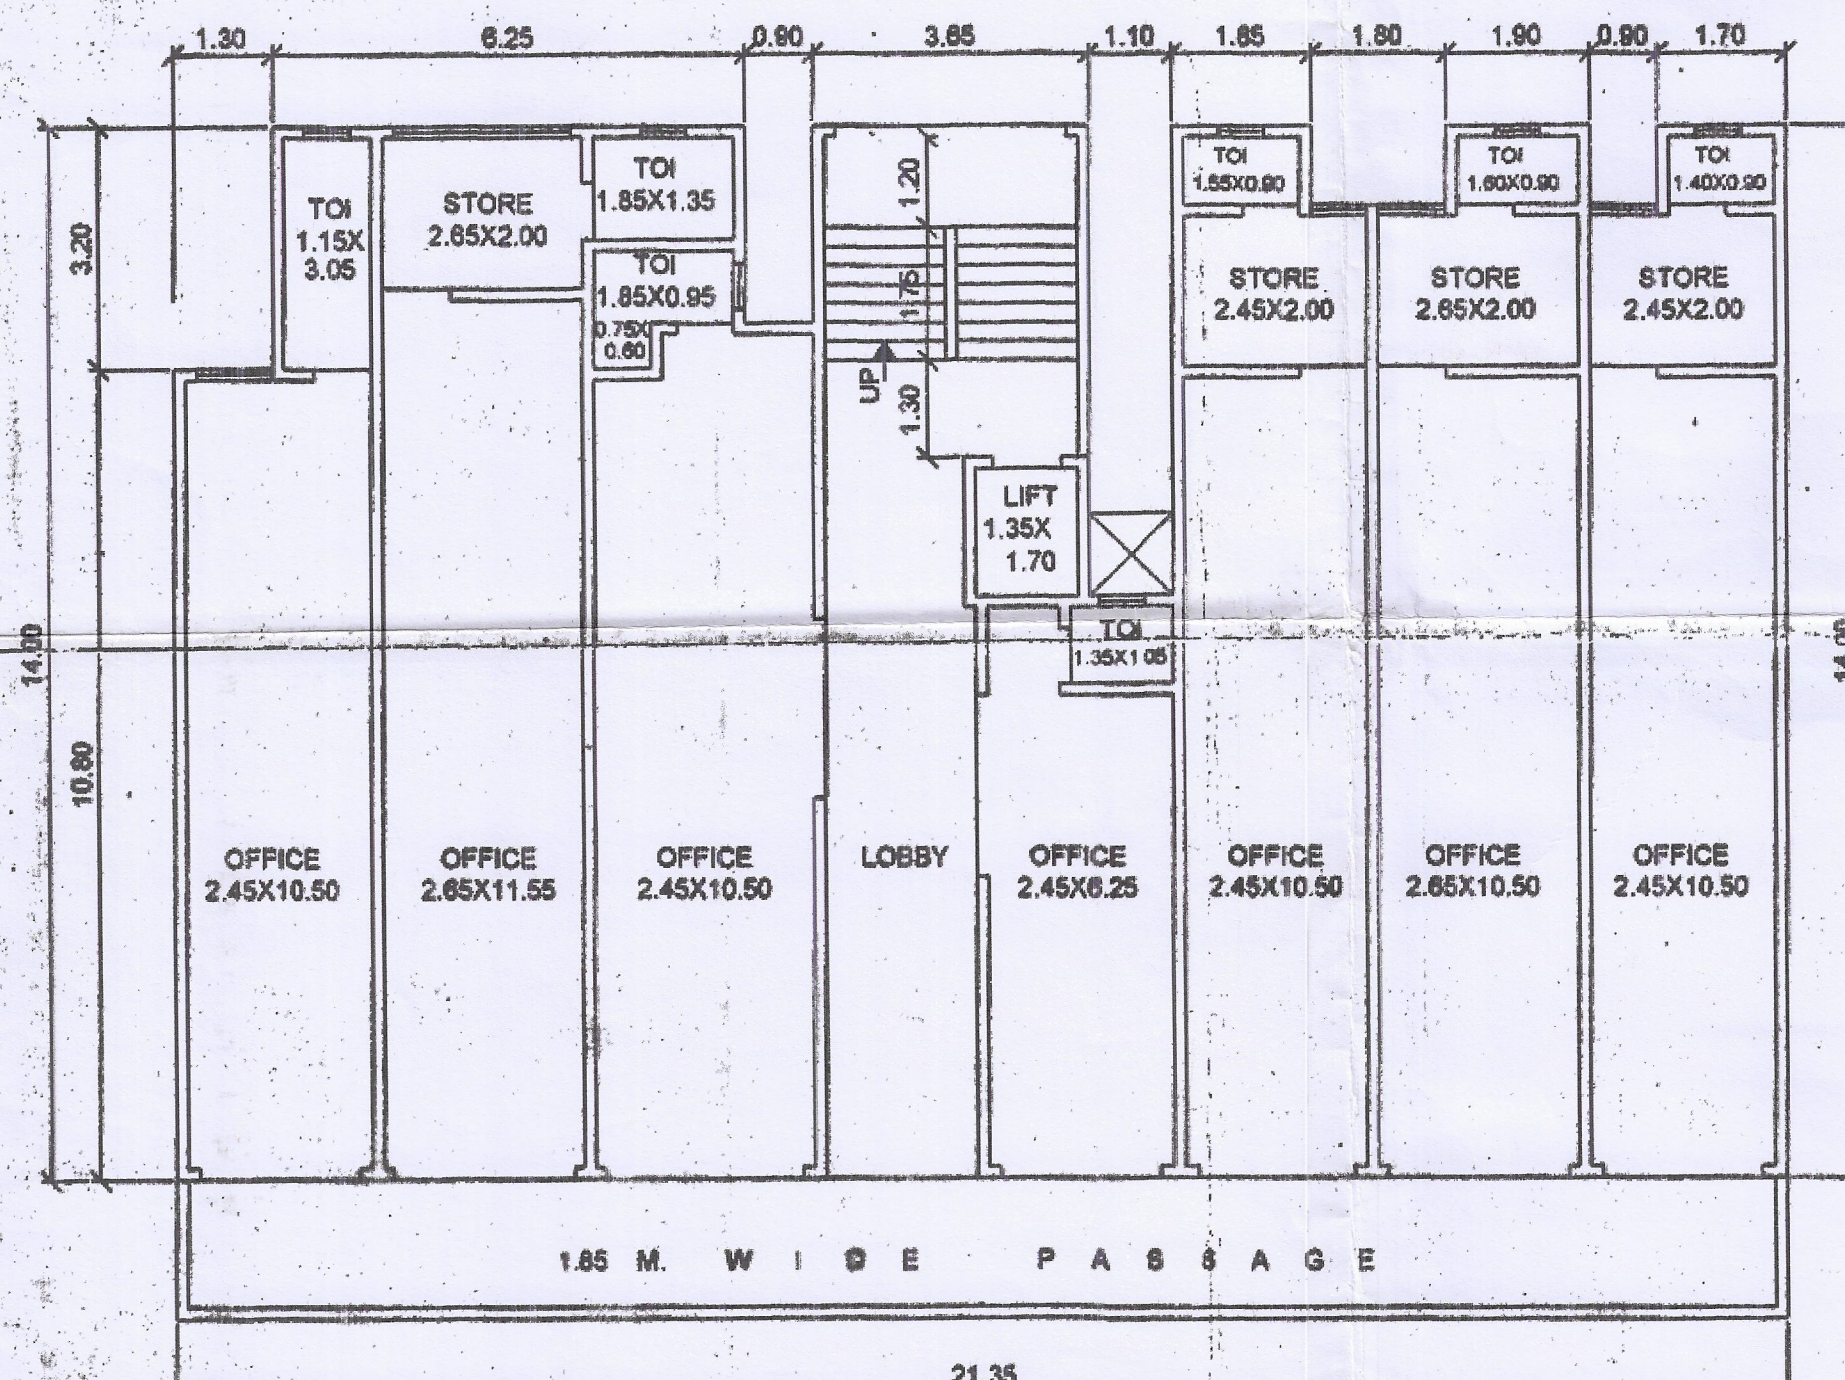 1.30 6.25 0.90 3.65 1.10 1.85 1.80 1.90 0.90 1.70
TOI
1.15X
3.05
STORE
2.65X2.00
TOI
1.85X1.35
TOI
1.85X0.95
0.75X
0.60
1.20
1.75
UP
1.30
LIFT
1.35X
1.70
TOI
1.35X1.05
TOI
1.55X0.90
TOI
1.60X0.90
TOI
1.40X0.90
STORE
2.45X2.00
STORE
2.65X2.00
STORE
2.45X2.00
3.20
14.00
10.80
14.00
OFFICE
2.45X10.50
OFFICE
2.65X11.55
OFFICE
2.45X10.50
LOBBY
OFFICE
2.45X6.25
OFFICE
2.45X10.50
OFFICE
2.65X10.50
OFFICE
2.45X10.50
1.85 M. WIDE PASSAGE
21.35